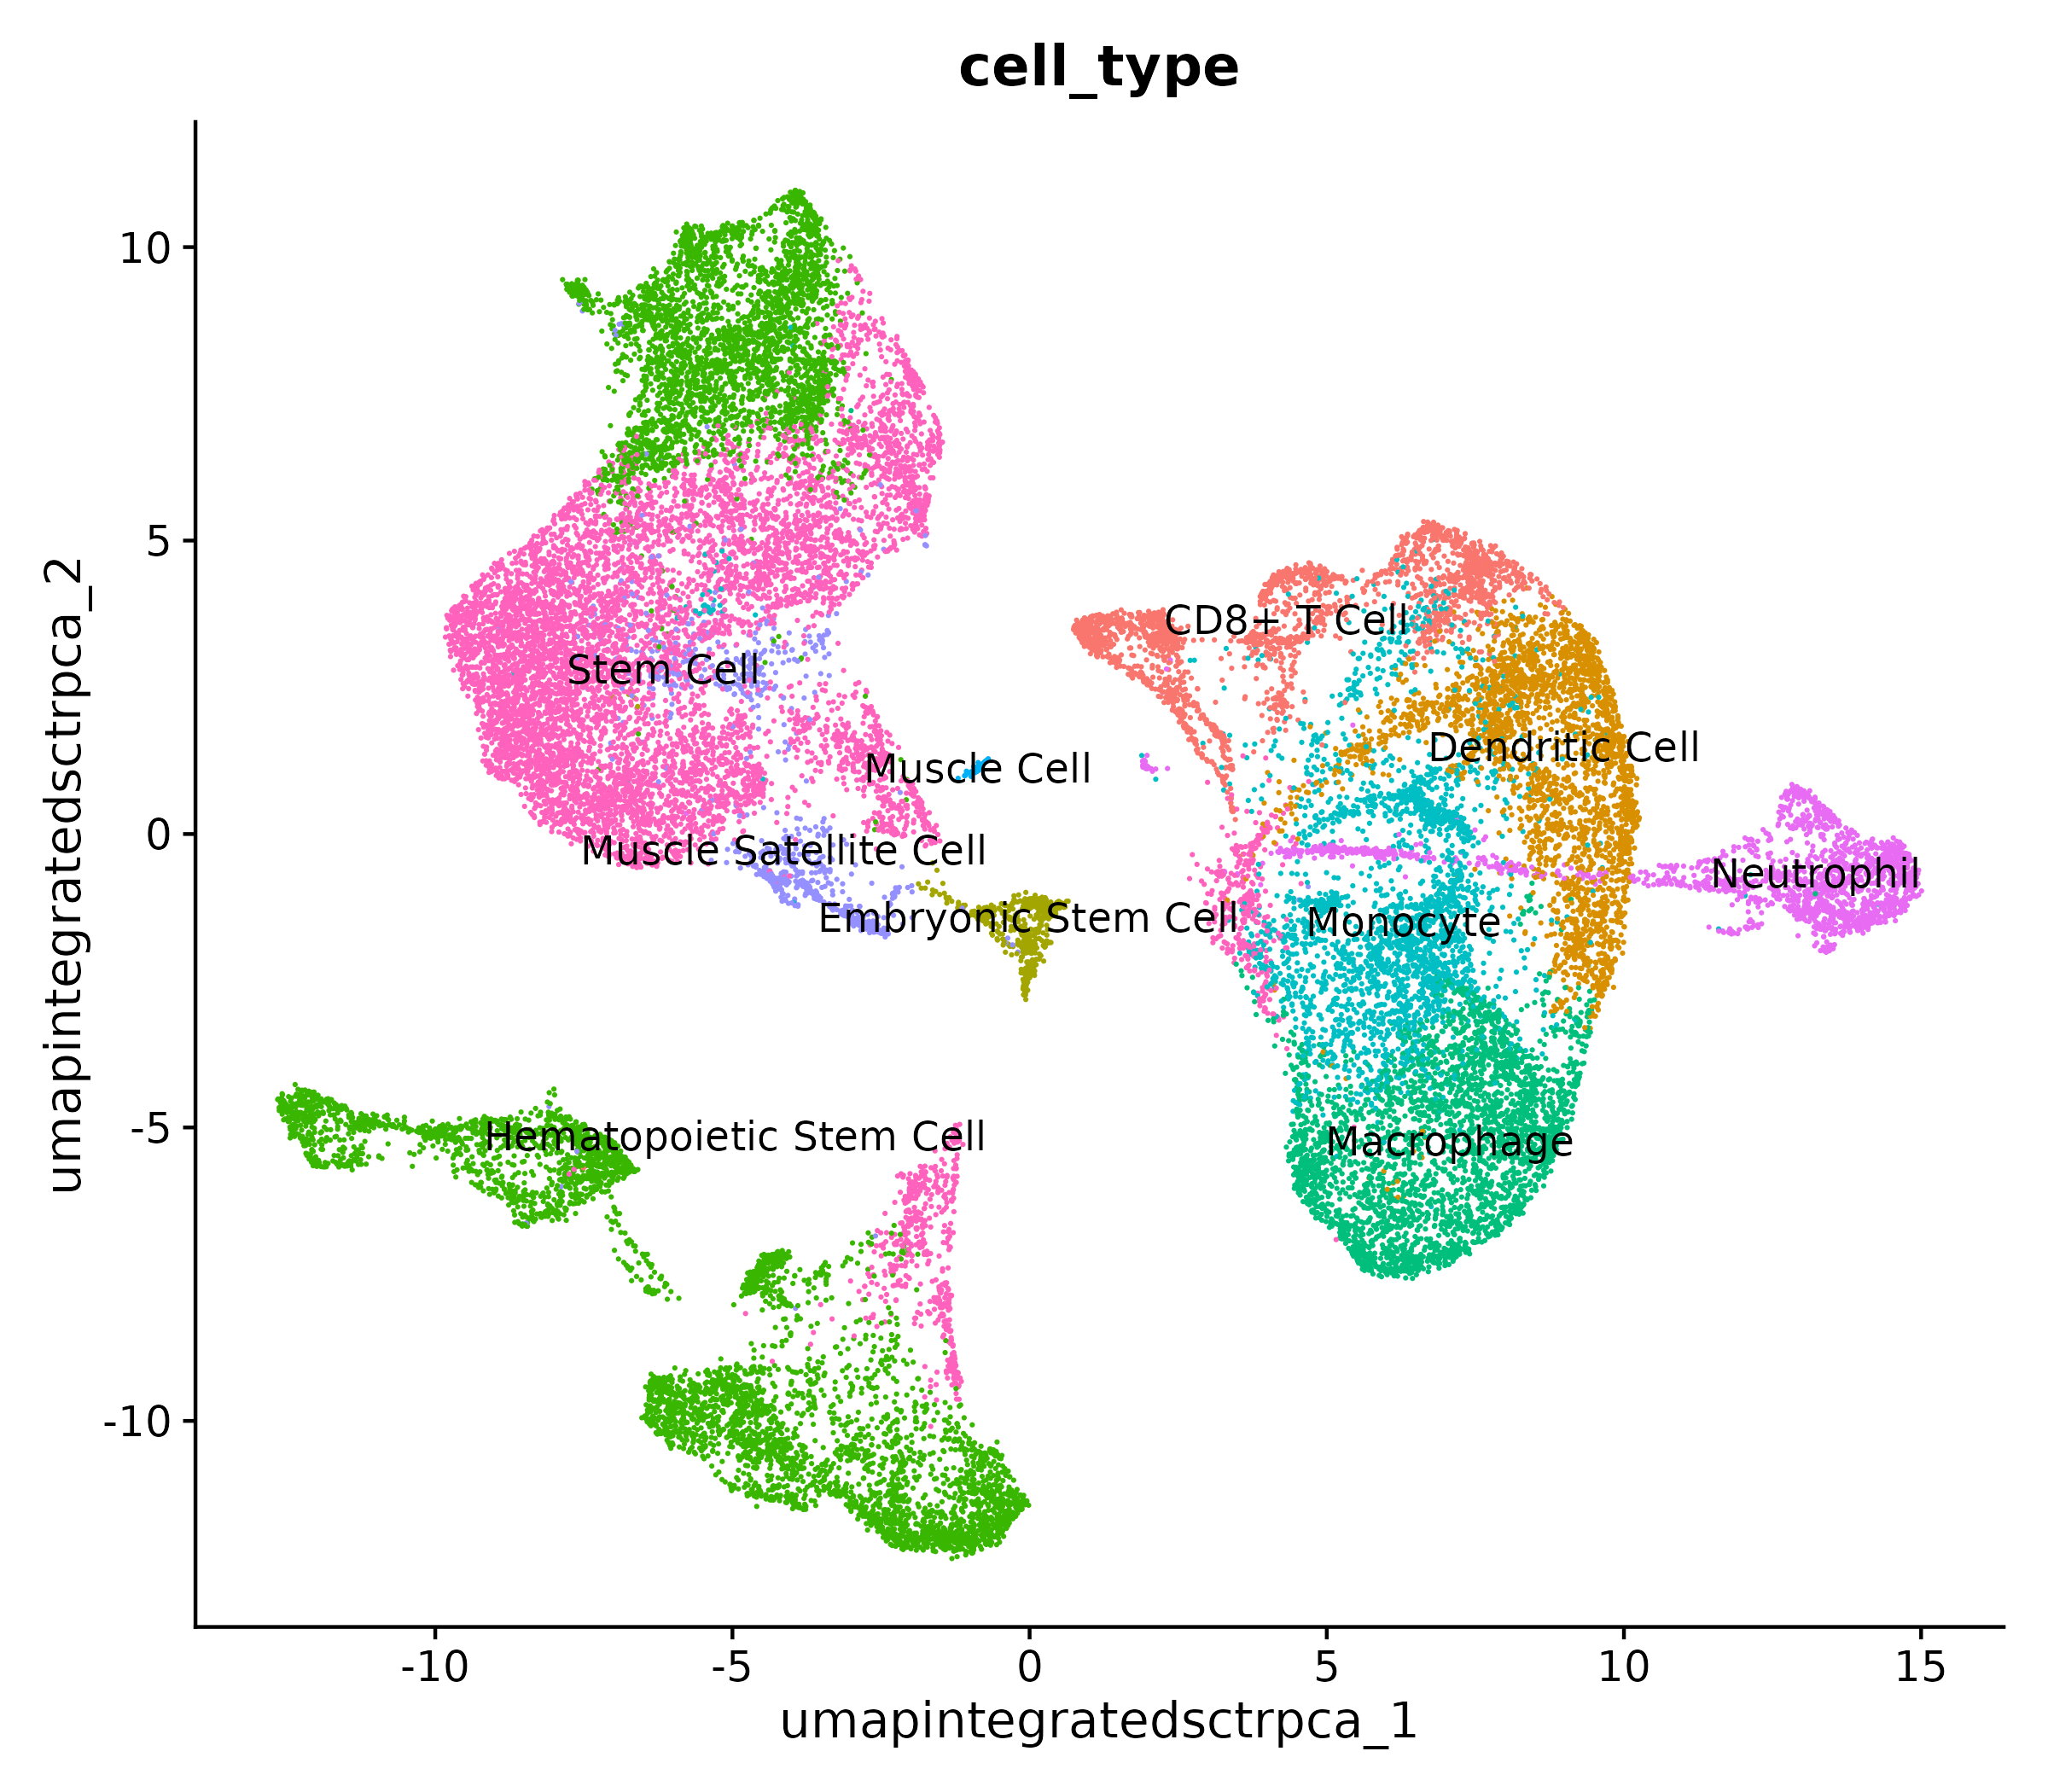 cell_type
umapintegratedsctrpca_2
10
5
0
-5
-10
CD8+ T Cell
Stem Cell
Dendritic Cell
Muscle Cell
Muscle Satellite Cell
Neutrophil
Embryonic Stem Cell
Monocyte
Hematopoietic Stem Cell
Macrophage
-10
-5
0
5
10
15
umapintegratedsctrpca_1